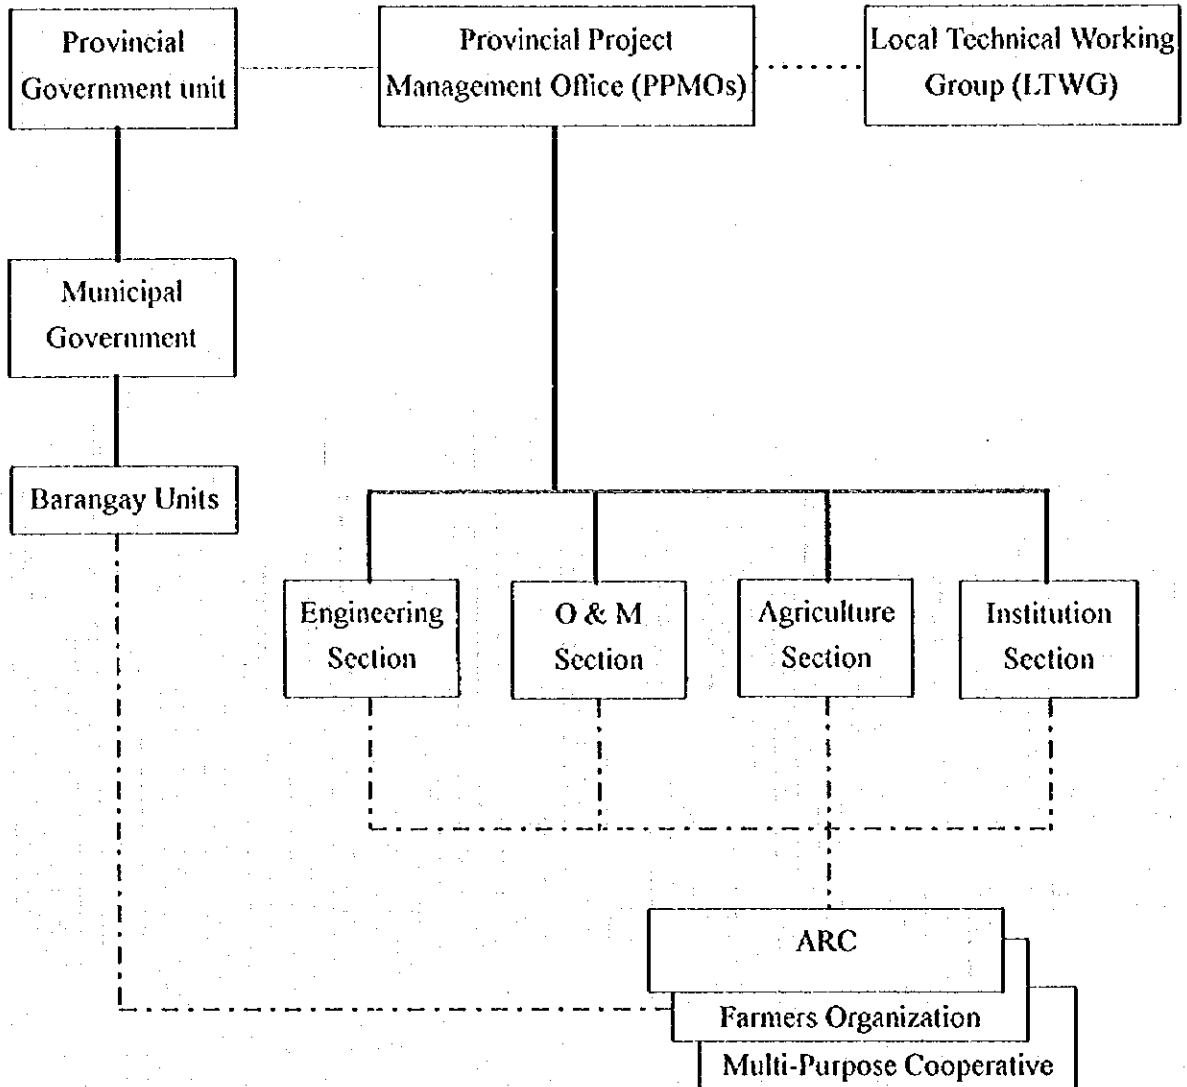 Provincial
Government unit
Provincial Project
Management Office (PPMOs)
Local Technical Working
Group (LTWG)
Municipal
Government
Barangay Units
Engineering
Section
O & M
Section
Agriculture
Section
Institution
Section
ARC
Farmers Organization
Multi-Purpose Cooperative